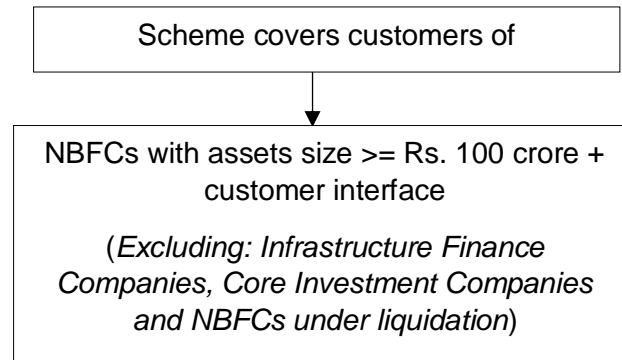 Scheme covers customers of
NBFCs with assets size >= Rs. 100 crore +
customer interface
(Excluding: Infrastructure Finance
Companies, Core Investment Companies
and NBFCs under liquidation)